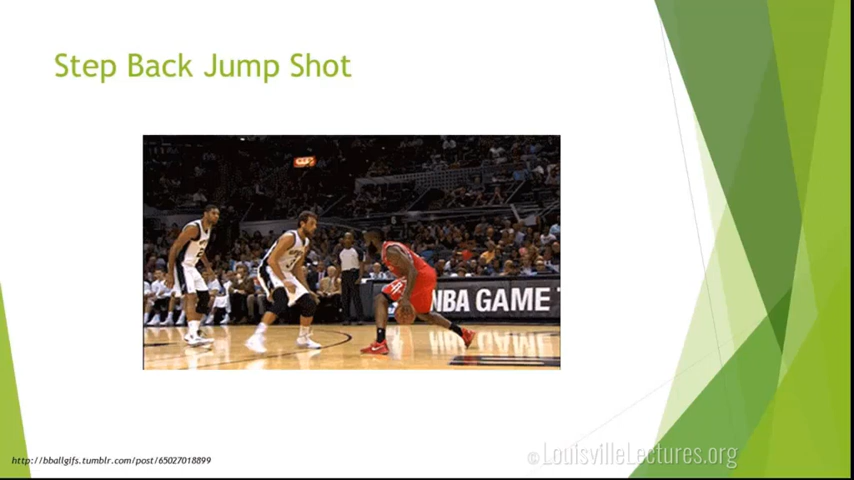 Step Back Jump Shot
NBA GAME
http://bballgifs.tumblr.com/post/65027018899
©LouisvilleLectures.org